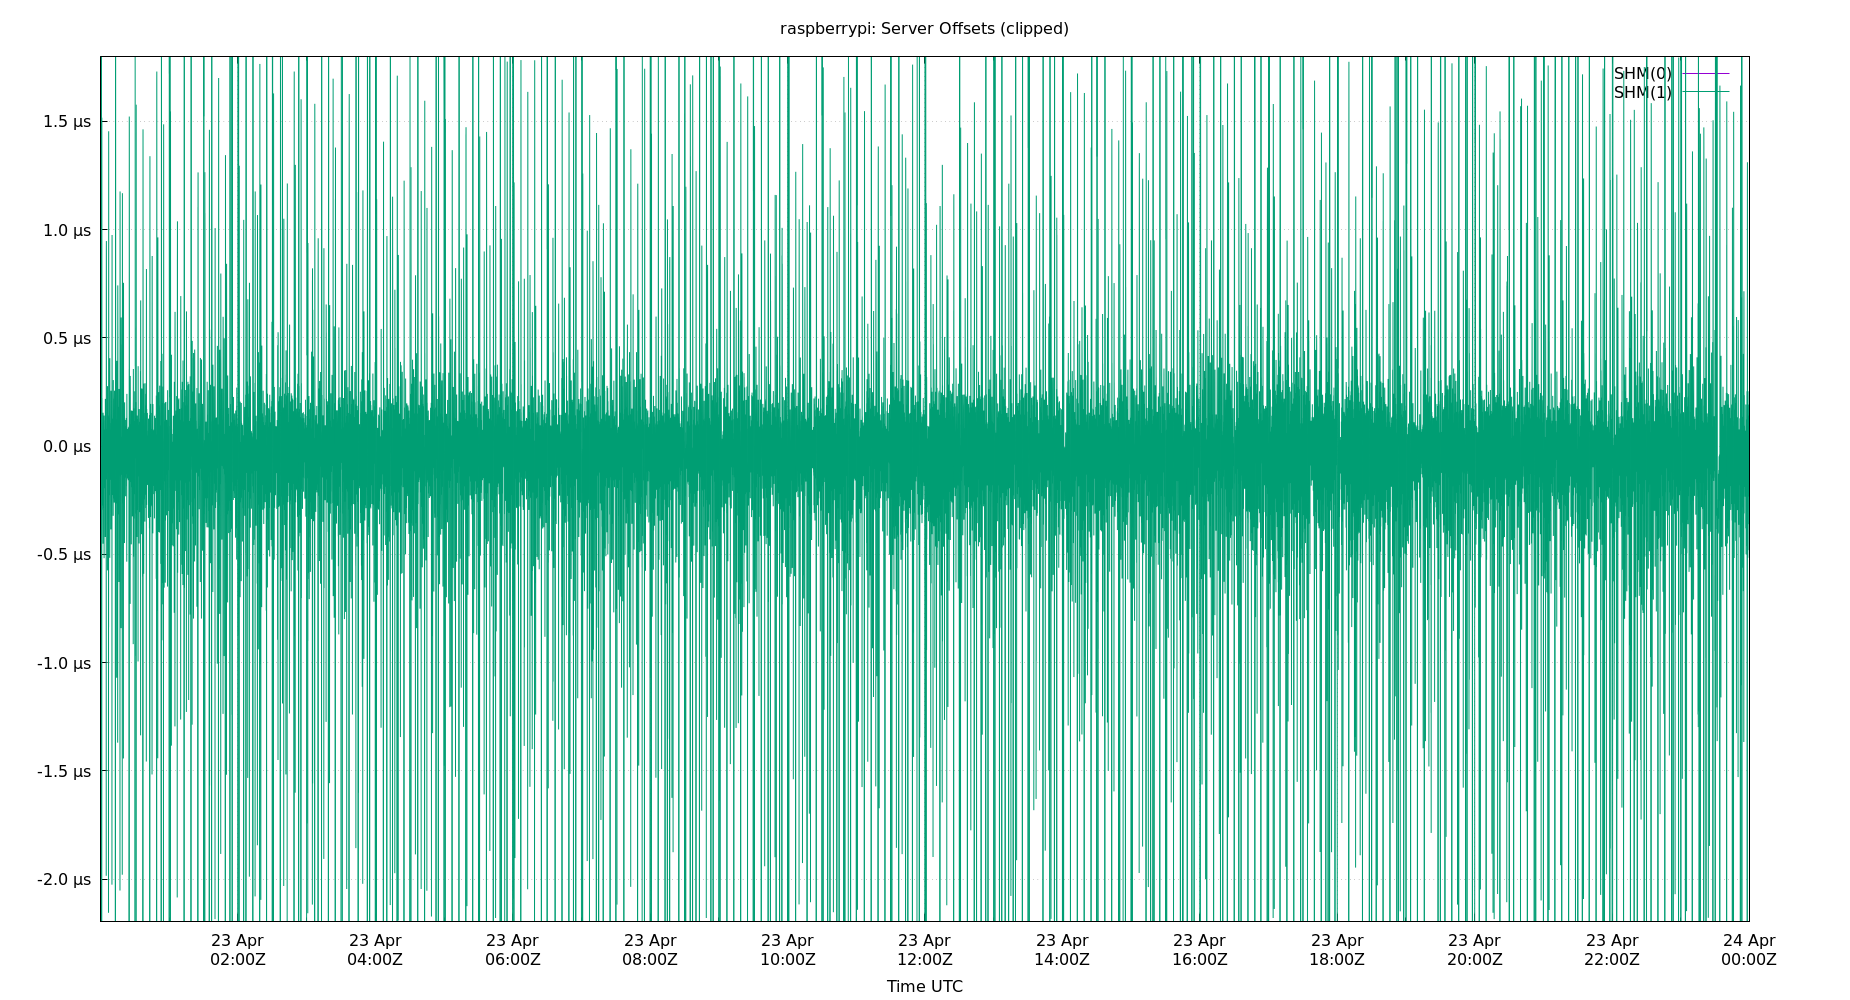 raspberrypi: Server Offsets (clipped)
SHM(0)
SHM(1)
1.5 µs
1.0 µs
0.5 µs
0.0 µs
-0.5 µs
-1.0 µs
-1.5 µs
-2.0 µs
23 Apr 23 Apr 23 Apr 23 Apr 23 Apr 23 Apr 23 Apr 23 Apr 23 Apr 23 Apr 23 Apr 24 Apr
02:00Z 04:00Z 06:00Z 08:00Z 10:00Z 12:00Z 14:00Z 16:00Z 18:00Z 20:00Z 22:00Z 00:00Z
Time UTC